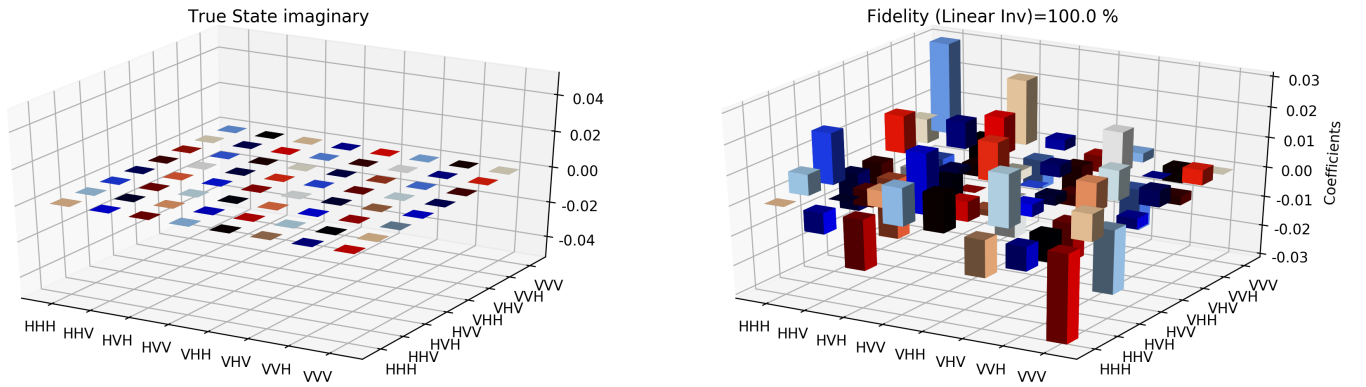 True State imaginary
0.04
0.02
0.00
-0.02
-0.04
HHH
HHV
HVH
HVV
VHH
VHV
VVH
VVV
HHH
HHV
HVH
HVV
VHH
VHV
VVH
VVV
Fidelity (Linear Inv)=100.0 %
0.03
0.02
0.01
0.00
-0.01
-0.02
-0.03
Coefficients
HHH
HHV
HVH
HVV
VHH
VHV
VVH
VVV
HHH
HHV
HVH
HVV
VHH
VHV
VVH
VVV